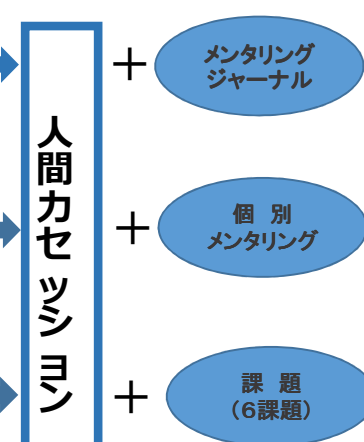 人間力セッション
＋
メンタリング
ジャーナル
＋
個 別
メンタリング
＋
課 題
（６課題）